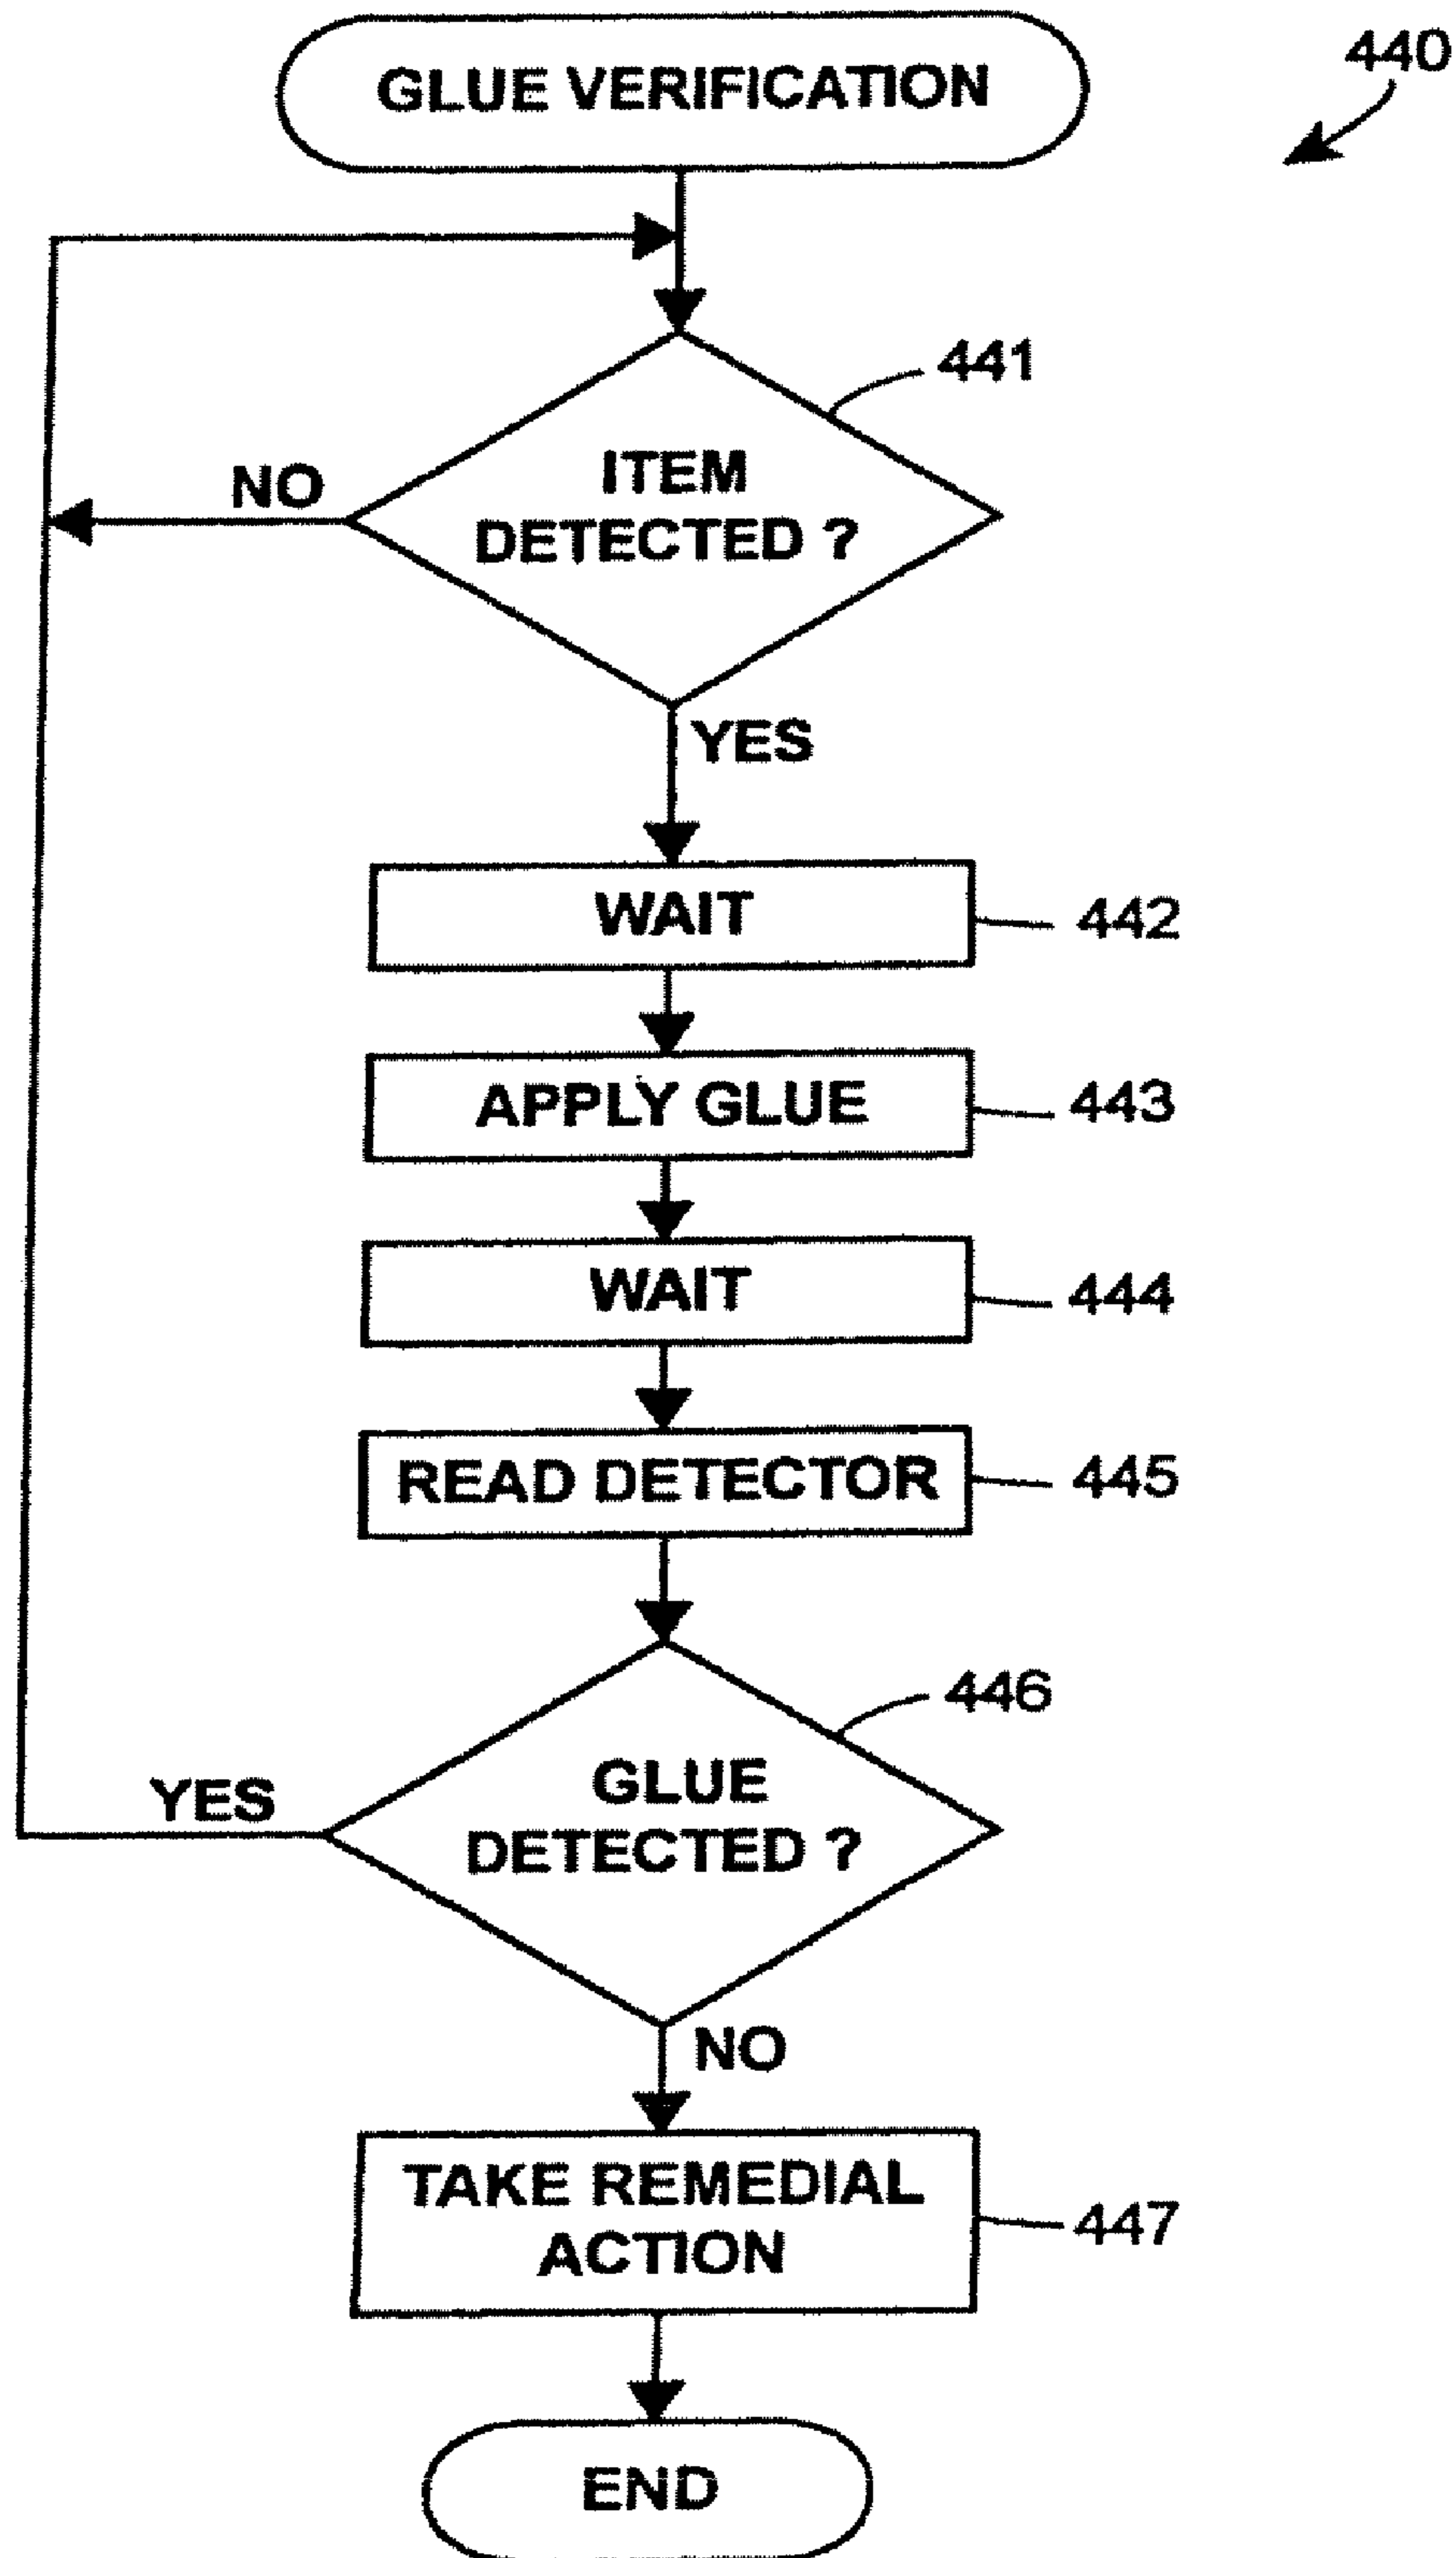 GLUE VERIFICATION
440
441
ITEM
DETECTED ?
NO
YES
WAIT
442
APPLY GLUE
443
WAIT
444
READ DETECTOR
445
446
GLUE
DETECTED ?
YES
NO
TAKE REMEDIAL
ACTION
447
END